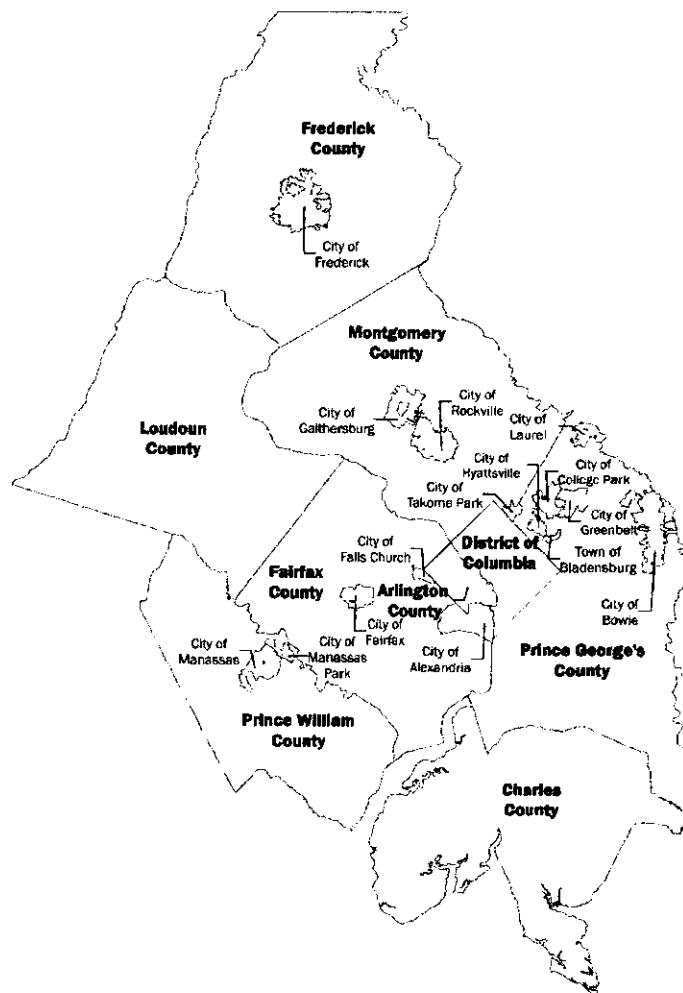 Frederick
County
City of
Frederick
Montgomery
County
City of
Rockville
City of
Gaithersburg
City of
Laurel
Loudoun
County
City of
Hyattsville
City of
College Park
City of
Takoma Park
City of
Greenbelt
City of
Falls Church
District of
Columbia
Town of
Bladensburg
Fairfax
County
Arlington
County
City of
Bowie
City of
Fairfax
City of
Manassas
City of
Manassas
Park
City of
Alexandria
Prince George's
County
Prince William
County
Charles
County